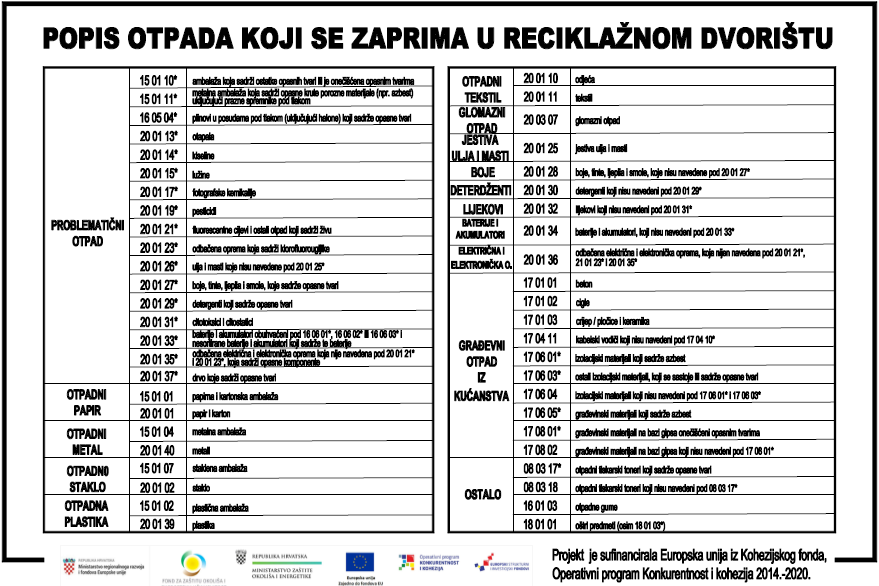 POPIS OTPADA KOJI SE ZAPRIMA U RECIKLAŽNOM DVORIŠTU
PROBLEMATIČNI
OTPAD
15 01 10* ambalaža koja sadrži ostatke opasnih tvari ili je onečišćena opasnim tvarima
15 01 11* metalna ambalaža koja sadrži opasne krute porozne materijale (npr. azbest)
uključujući prazne spremnike pod tlakom
16 05 04* plinovi u posudama pod tlakom (uključujući halone) koji sadrže opasne tvari
20 01 13* otapala
20 01 14* kiseline
20 01 15* lužine
20 01 17* fotografske kemikalije
20 01 19* pesticidi
20 01 21* fluorescentne cijevi i ostali otpad koji sadrži živu
20 01 23* odbačena oprema koja sadrži klorofluorougljike
20 01 26* ulja i masti koje nisu navedene pod 20 01 25*
20 01 27* boje, tinte, ljepila i smole, koje sadrže opasne tvari
20 01 29* detergenti koji sadrže opasne tvari
20 01 31* citotoksici i citostatici
20 01 33* baterije i akumulatori obuhvaćeni pod 16 06 01*, 16 06 02* ili 16 06 03* i
nesortirane baterije i akumulatori koji sadrže te baterije
20 01 35* odbačena električna i elektronička oprema koja nije navedena pod 20 01 21*
i 20 01 23*, koja sadrži opasne komponente
20 01 37* drvo koje sadrži opasne tvari
OTPADNI
PAPIR
15 01 01 papirna i kartonska ambalaža
20 01 01 papir i karton
OTPADNI
METAL
15 01 04 metalna ambalaža
20 01 40 metali
OTPADNO
STAKLO
15 01 07 staklena ambalaža
20 01 02 staklo
OTPADNA
PLASTIKA
15 01 02 plastična ambalaža
20 01 39 plastika
OTPADNI
TEKSTIL
20 01 10 odjeća
20 01 11 tekstil
GLOMAZNI
OTPAD
20 03 07 glomazni otpad
JESTIVA
ULJA I MASTI
20 01 25 jestiva ulja i masti
BOJE
20 01 28 boje, tinte, ljepila i smole, koje nisu navedene pod 20 01 27*
DETERDŽENTI
20 01 30 detergenti koji nisu navedeni pod 20 01 29*
LIJEKOVI
20 01 32 lijekovi koji nisu navedeni pod 20 01 31*
BATERIJE I
AKUMULATORI
20 01 34 baterije i akumulatori, koji nisu navedeni pod 20 01 33*
ELEKTRIČNA I
ELEKTRONIČKA O.
20 01 36 odbačena električna i elektronička oprema, koja nijen navedena pod 20 01 21*,
21 01 23* i 20 01 35*
GRAĐEVNI
OTPAD
IZ
KUĆANSTVA
17 01 01 beton
17 01 02 cigle
17 01 03 crijep / pločice i keramika
17 04 11 kabelski vodiči koji nisu navedeni pod 17 04 10*
17 06 01* izolacijski materijali koji sadrže azbest
17 06 03* ostali izolacijski materijali, koji se sastoje ili sadrže opasne tvari
17 06 04 izolacijski materijali koji nisu navedeni pod 17 06 01* i 17 06 03*
17 06 05* građevinski materijali koji sadrže azbest
17 08 01* građevinski materijali na bazi gipsa onečišćeni opasnim tvarima
17 08 02 građevinski materijali na bazi gipsa koji nisu navedeni pod 17 08 01*
OSTALO
08 03 17* otpadni tiskarski toneri koji sadrže opasne tvari
08 03 18 otpadni tiskarski toneri koji nisu navedeni pod 08 03 17*
16 01 03 otpadne gume
18 01 01 oštri predmeti (osim 18 01 03*)
REPUBLIKA HRVATSKA
Ministarstvo regionalnoga razvoja
i fondova Europske unije
FOND ZA ZAŠTITU OKOLIŠA I
REPUBLIKA HRVATSKA
MINISTARSTVO ZAŠTITE
OKOLIŠA I ENERGETIKE
Europska unija
Zajedno do fondova EU
Operativni program
KONKURENTNOST
I KOHEZIJA
EUROPSKI STRUKTURNI
I INVESTICIJSKI FONDOVI
Projekt je sufinancirala Europska unija iz Kohezijskog fonda,
Operativni program Konkurentnost i kohezija 2014.-2020.